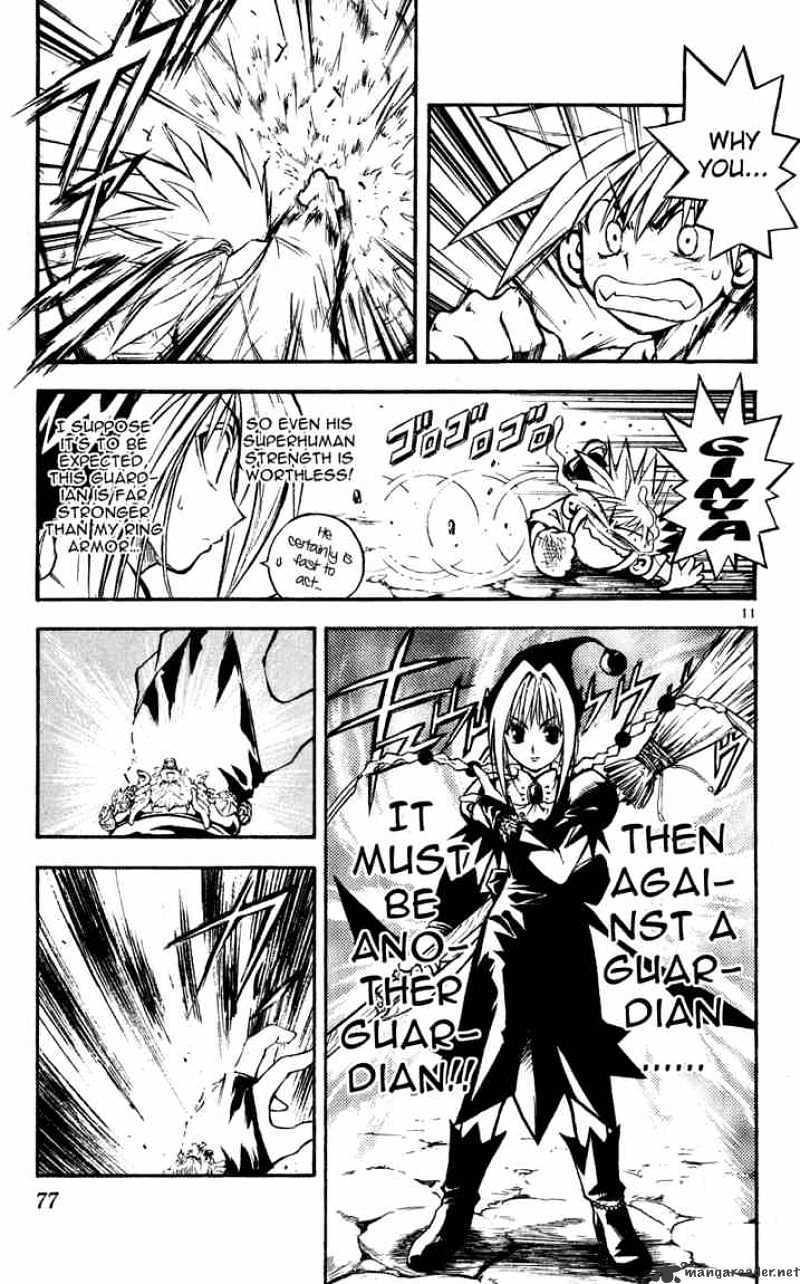 WHY
YOU...
GINYA
ゴロゴロゴロッ
SO EVEN HIS
SUPERHUMAN
STRENGTH IS
WORTHLESS!
He
certainly is
fast to
act...
I SUPPOSE
IT'S TO BE
EXPECTED,
THIS GUARD-
IAN IS FAR
STRONGER
THAN MY RING
ARMOR!..
11
THEN
AGAI-
NST A
GUAR-
DIAN
......
IT
MUST
BE
ANO-
THER
GUAR-
DIAN!!
77
mangareader.net